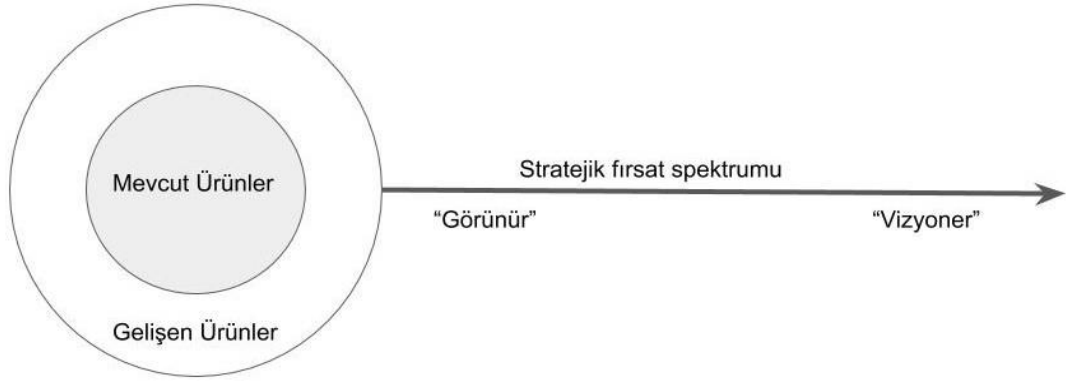 Mevcut Ürünler
Gelişen Ürünler
Stratejik fırsat spektrumu
“Görünür”
“Vizyoner”